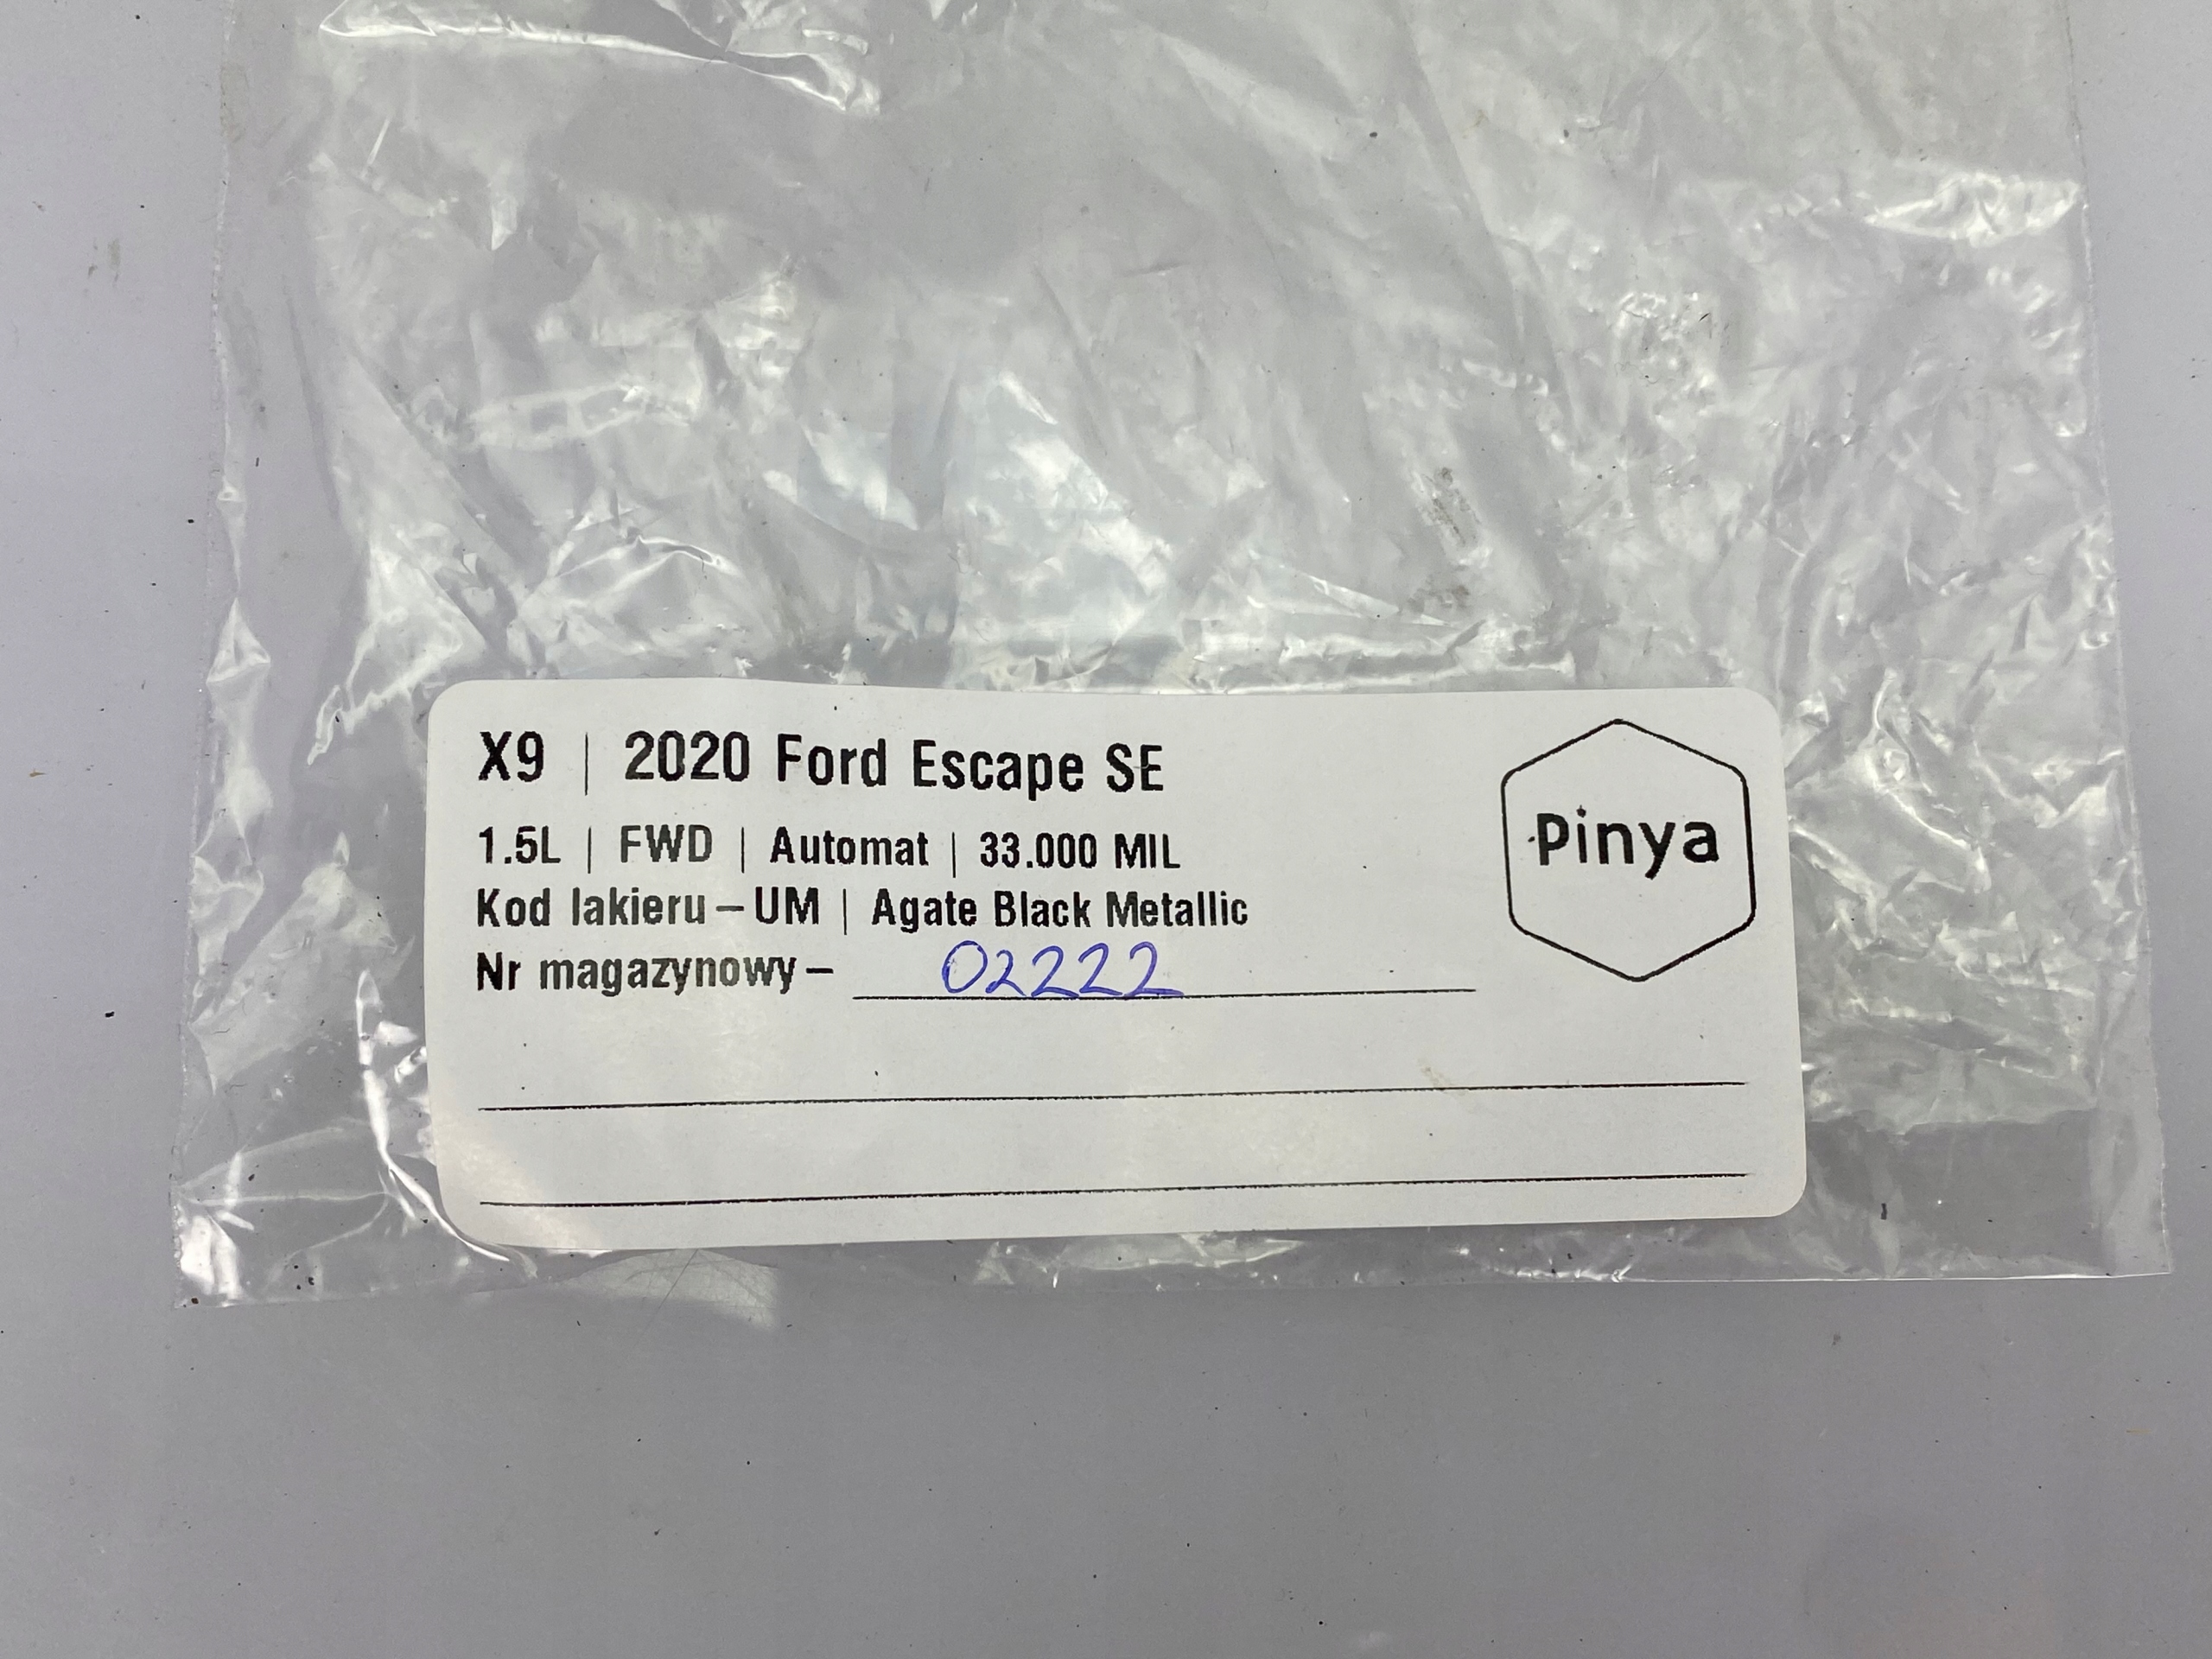 X9 | 2020 Ford Escape SE
1.5L | FWD | Automat | 33.000 MIL
Kod lakieru – UM | Agate Black Metallic
Nr magazynowy – 02222
Pinya